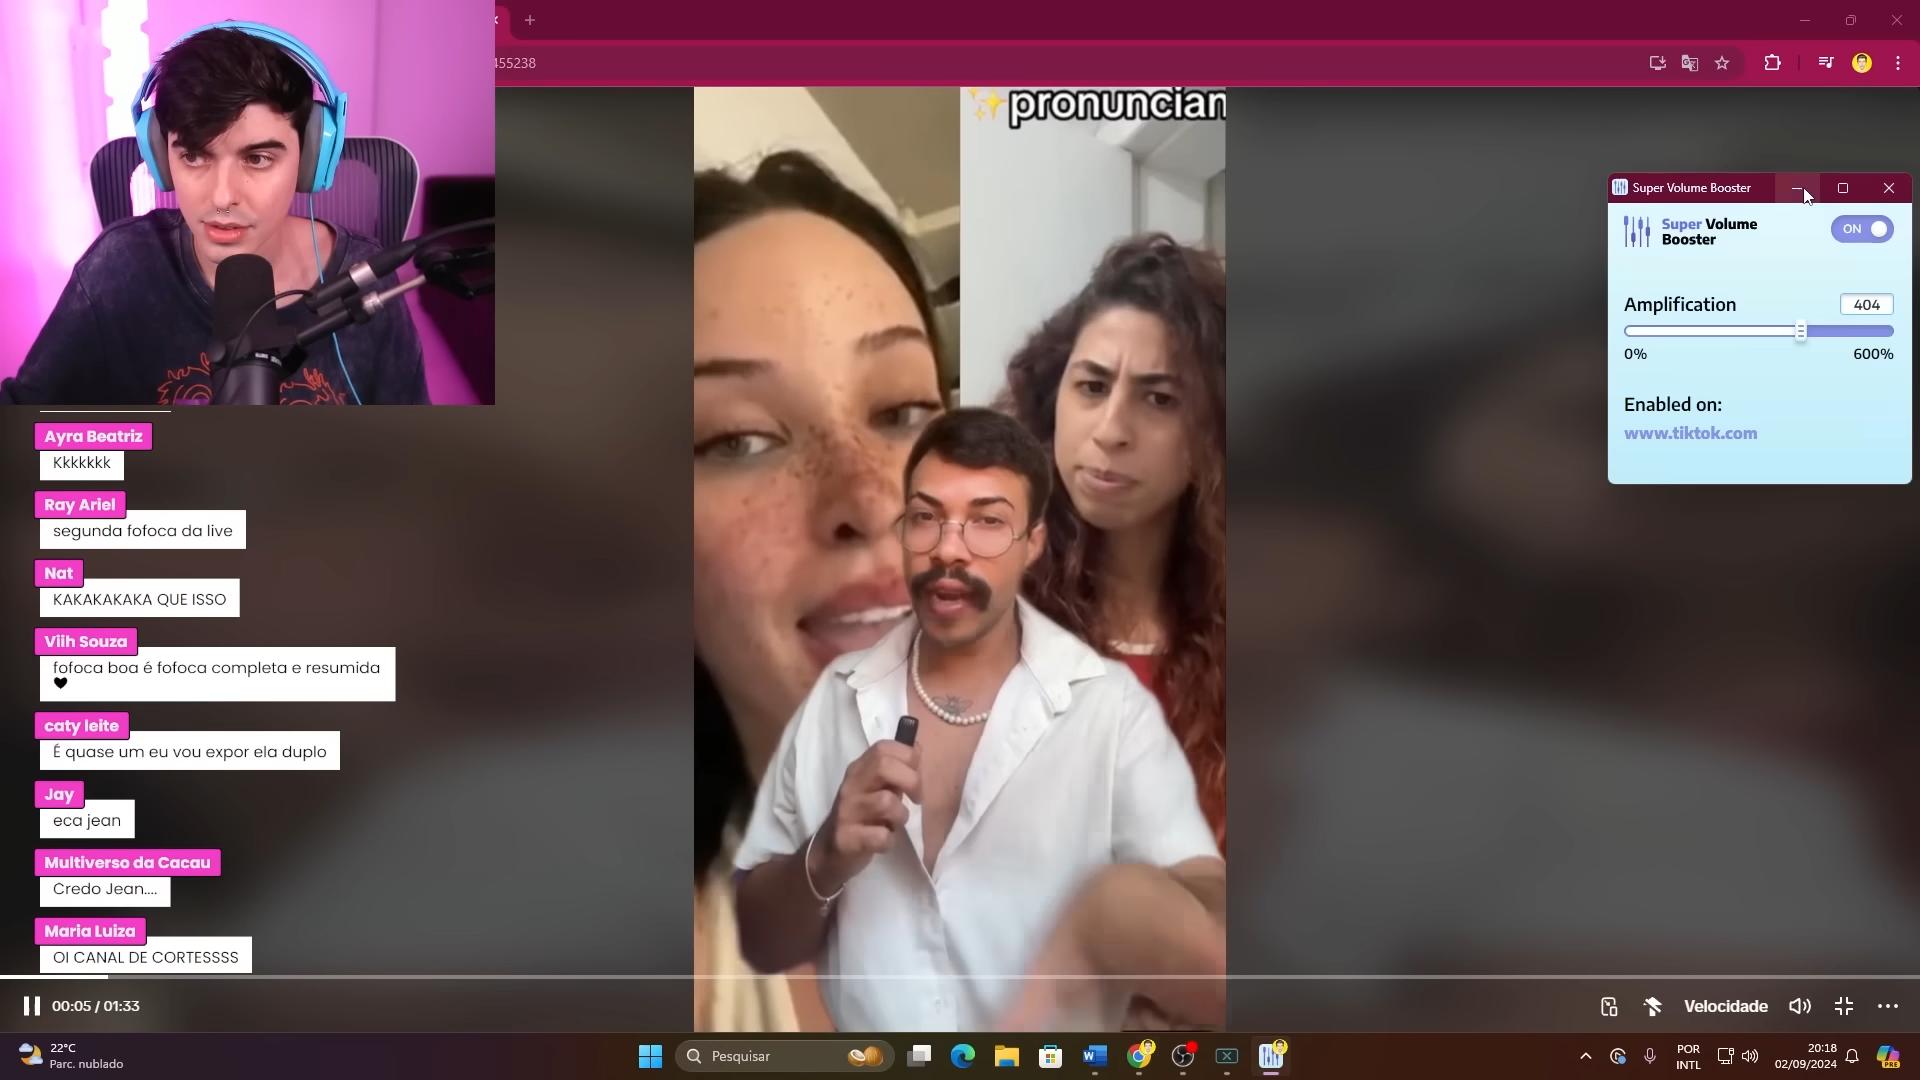 455238
✨pronuncian
Super Volume Booster
Super Volume
Booster
ON
Amplification
404
0%
600%
Enabled on:
www.tiktok.com
Ayra Beatriz
Kkkkkkk
Ray Ariel
segunda fofoca da live
Nat
KAKAKAKAKA QUE ISSO
Viih Souza
fofoca boa é fofoca completa e resumida
🖤
caty leite
É quase um eu vou expor ela duplo
Jay
eca jean
Multiverso da Cacau
Credo Jean....
Maria Luiza
OI CANAL DE CORTESSSS
00:05 / 01:33
Velocidade
22°C
Parc. nublado
Pesquisar
POR
INTL
20:18
02/09/2024
PRE